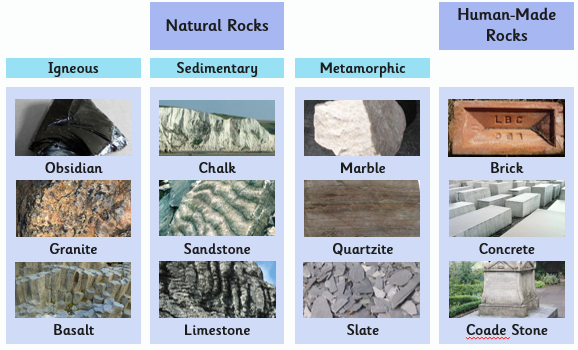 Natural Rocks
Human-Made
Rocks
Igneous
Sedimentary
Metamorphic
LBC
Obsidian
Chalk
Marble
Brick
Granite
Sandstone
Quartzite
Concrete
Basalt
Limestone
Slate
Coade Stone